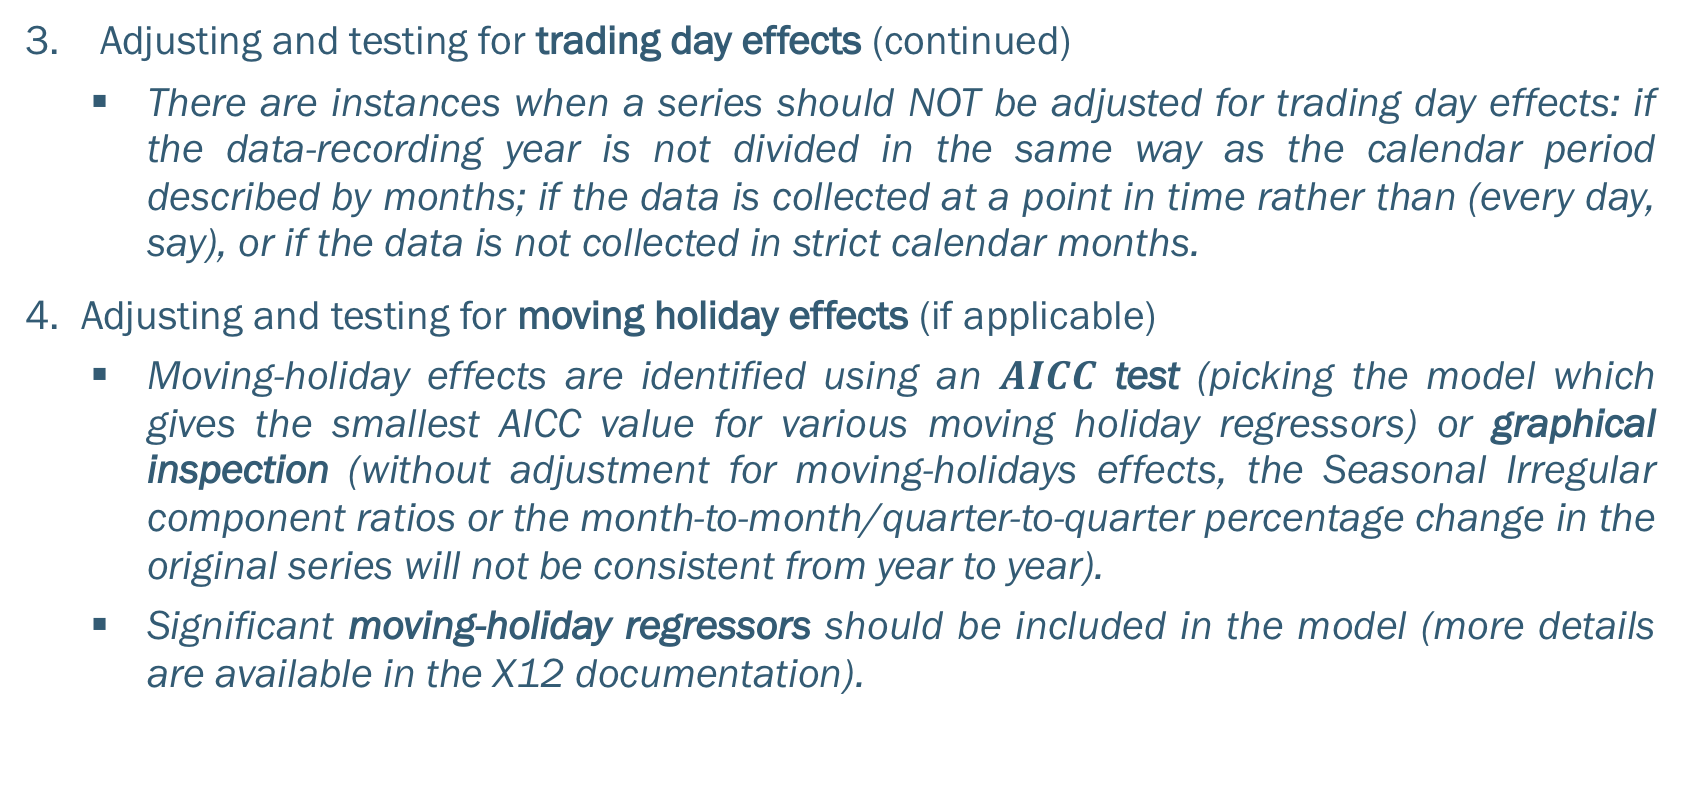 3. Adjusting and testing for trading day effects (continued)
▪ There are instances when a series should NOT be adjusted for trading day effects: if
the data-recording year is not divided in the same way as the calendar period
described by months; if the data is collected at a point in time rather than (every day,
say), or if the data is not collected in strict calendar months.
4. Adjusting and testing for moving holiday effects (if applicable)
▪ Moving-holiday effects are identified using an AICC test (picking the model which
gives the smallest AICC value for various moving holiday regressors) or graphical
inspection (without adjustment for moving-holidays effects, the Seasonal Irregular
component ratios or the month-to-month/quarter-to-quarter percentage change in the
original series will not be consistent from year to year).
▪ Significant moving-holiday regressors should be included in the model (more details
are available in the X12 documentation).